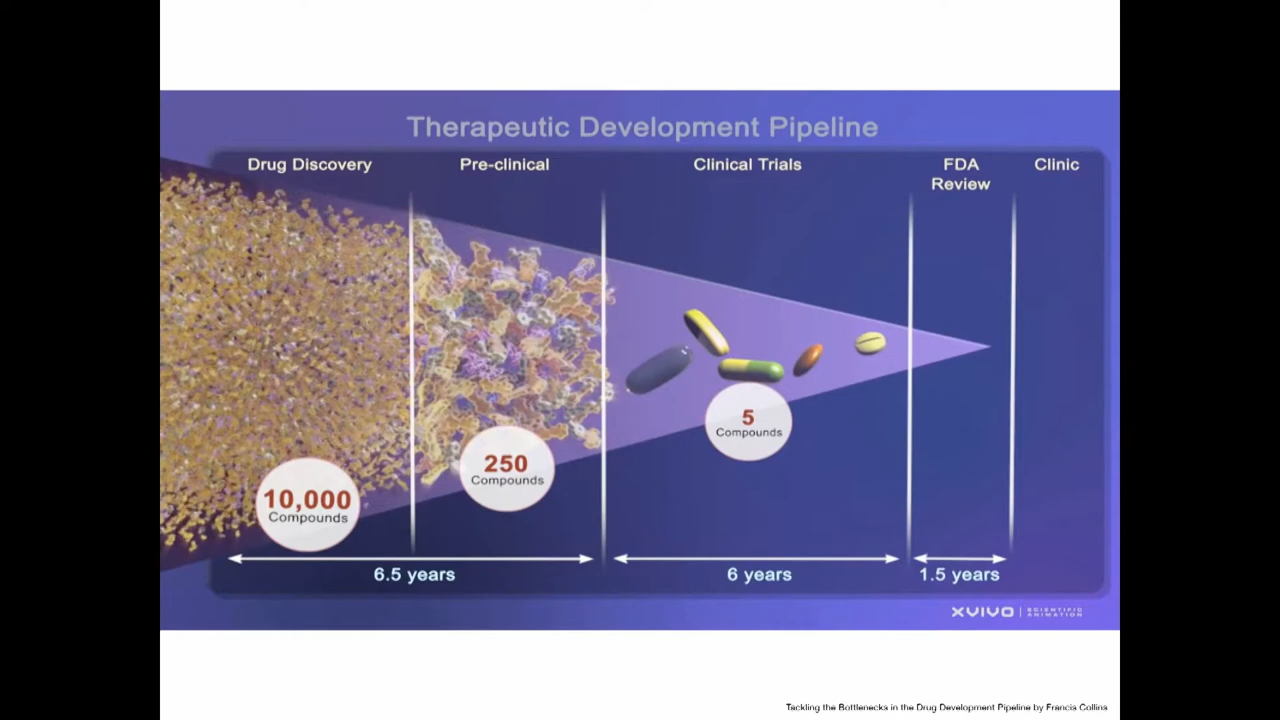 Therapeutic Development Pipeline
Drug Discovery
Pre-clinical
Clinical Trials
FDA
Review
Clinic
10,000
Compounds
250
Compounds
5
Compounds
6.5 years
6 years
1.5 years
XVIVO | SCIENTIFIC
ANIMATION
Tackling the Bottlenecks in the Drug Development Pipeline by Francis Collins